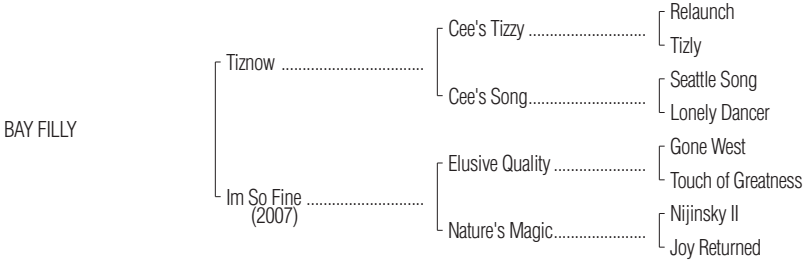 Relaunch
Cee's Tizzy ..............................
Tizly
Tiznow ....................................
Seattle Song
Cee's Song..............................
Lonely Dancer
BAY FILLY
Gone West
Elusive Quality ........................
Touch of Greatness
Im So Fine ..............................
(2007)
Nijinsky II
Nature's Magic........................
Joy Returned